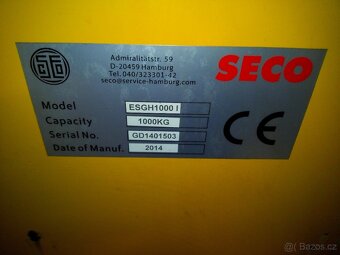 Admiralitätstr. 59
D-20459 Hamburg
Tel. 040/323301-42
seco@service-hamburg.com
SECO
Model ESGH1000 I
Capacity 1000KG
Serial No. GD1401503
Date of Manuf. 2014
CE
bazos.cz